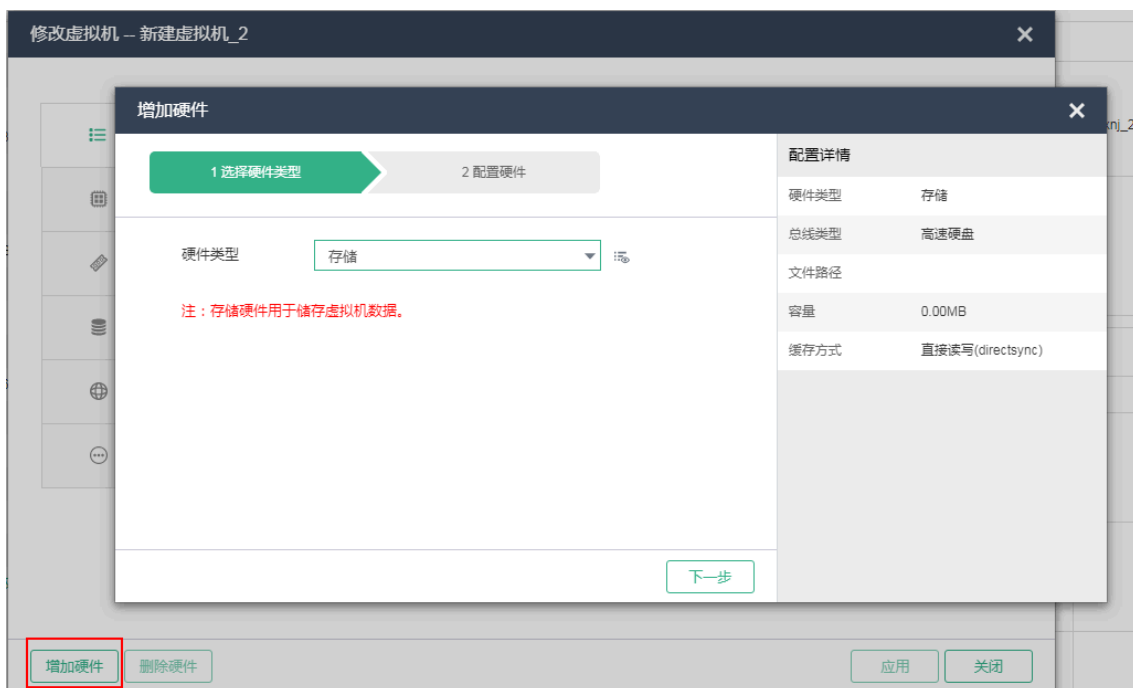 修改虚拟机 -- 新建虚拟机_2
增加硬件
xnj_2
1 选择硬件类型
2 配置硬件
硬件类型
存储
注：存储硬件用于储存虚拟机数据。
配置详情
硬件类型 存储
总线类型 高速硬盘
文件路径
容量 0.00MB
缓存方式 直接读写(directsync)
下一步
增加硬件
删除硬件
应用
关闭